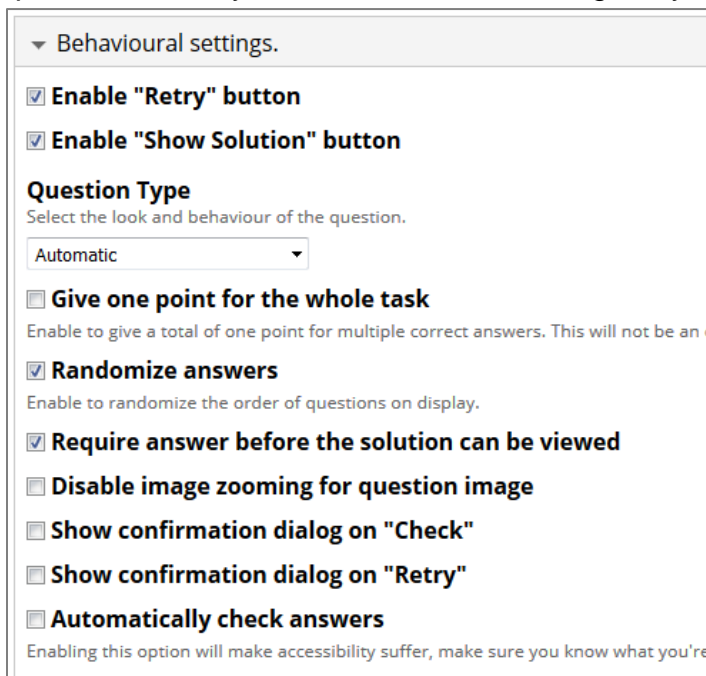 Behavioural settings.
Enable "Retry" button
Enable "Show Solution" button
Question Type
Select the look and behaviour of the question.
Automatic
Give one point for the whole task
Enable to give a total of one point for multiple correct answers. This will not be an
Randomize answers
Enable to randomize the order of questions on display.
Require answer before the solution can be viewed
Disable image zooming for question image
Show confirmation dialog on "Check"
Show confirmation dialog on "Retry"
Automatically check answers
Enabling this option will make accessibility suffer, make sure you know what you're